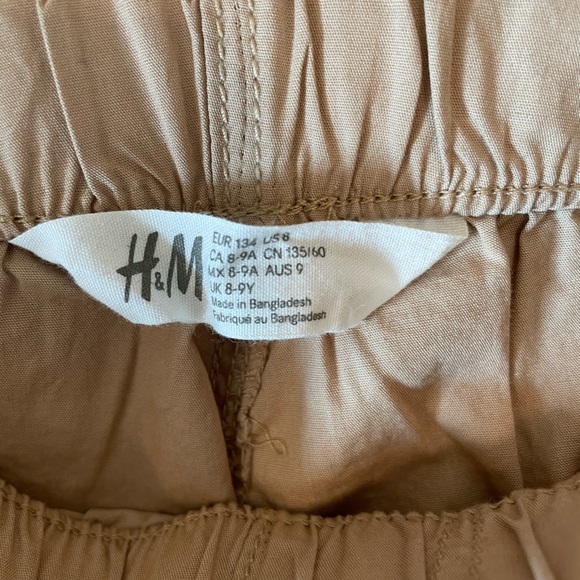 H&M
EUR 134 US 8
CA 8-9A CN 135/60
MX 8-9A AUS 9
UK 8-9Y
Made in Bangladesh
Fabriqué au Bangladesh